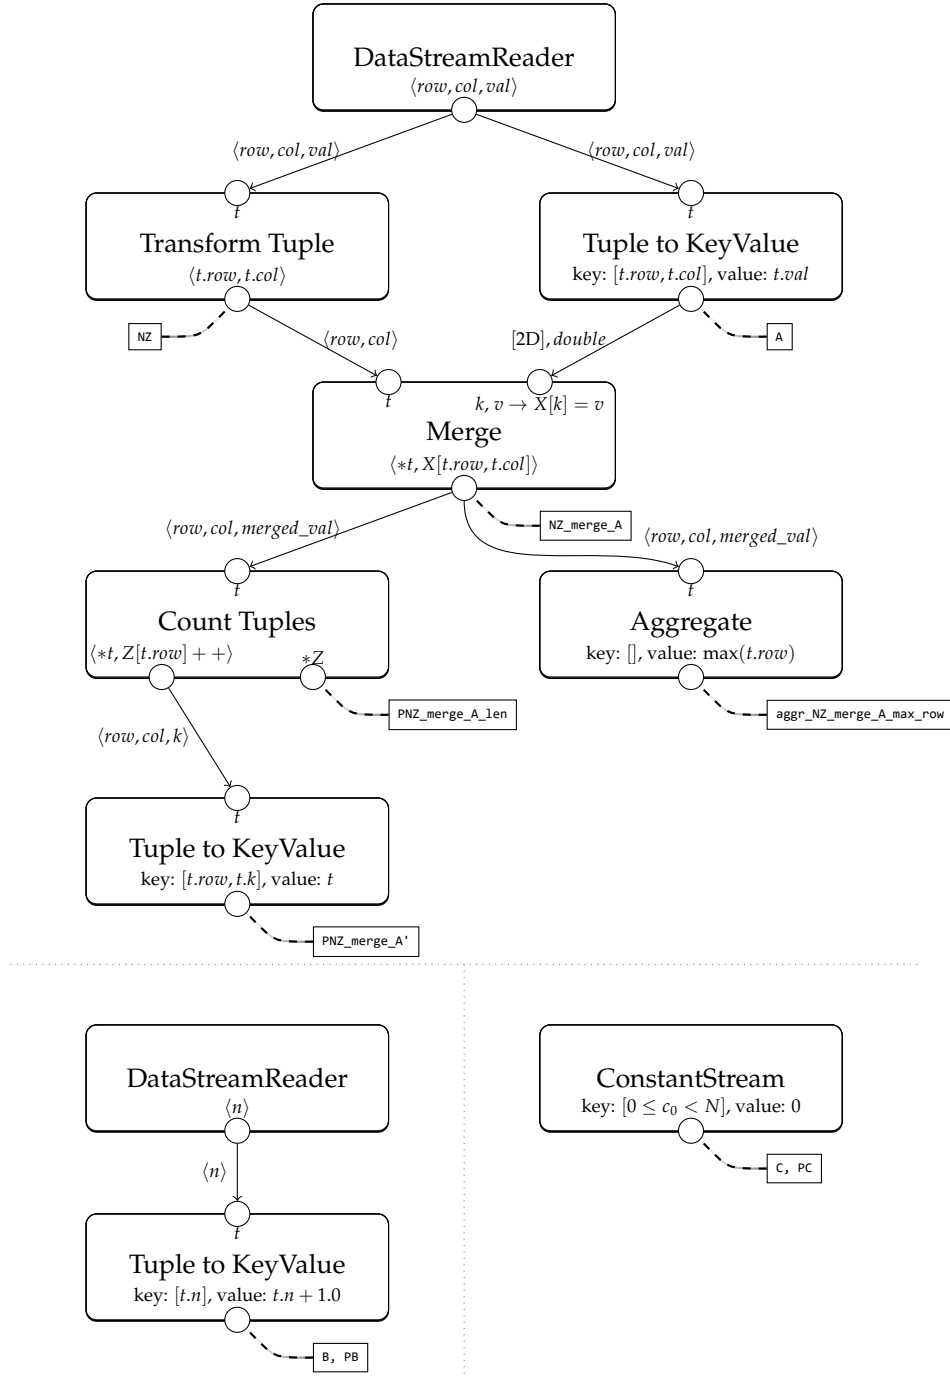 DataStreamReader
⟨row, col, val⟩
⟨row, col, val⟩
⟨row, col, val⟩
t
t
Transform Tuple
⟨t.row, t.col⟩
Tuple to KeyValue
key: [t.row, t.col], value: t.val
NZ
A
⟨row, col⟩
[2D], double
t
k, v → X[k] = v
Merge
⟨∗t, X[t.row, t.col]⟩
NZ_merge_A
⟨row, col, merged_val⟩
⟨row, col, merged_val⟩
t
t
Count Tuples
⟨∗t, Z[t.row] + +⟩
∗Z
Aggregate
key: [], value: max(t.row)
PNZ_merge_A_len
aggr_NZ_merge_A_max_row
⟨row, col, k⟩
t
Tuple to KeyValue
key: [t.row, t.k], value: t
PNZ_merge_A'
DataStreamReader
⟨n⟩
ConstantStream
key: [0 ≤ c₀ < N], value: 0
C, PC
⟨n⟩
t
Tuple to KeyValue
key: [t.n], value: t.n + 1.0
B, PB